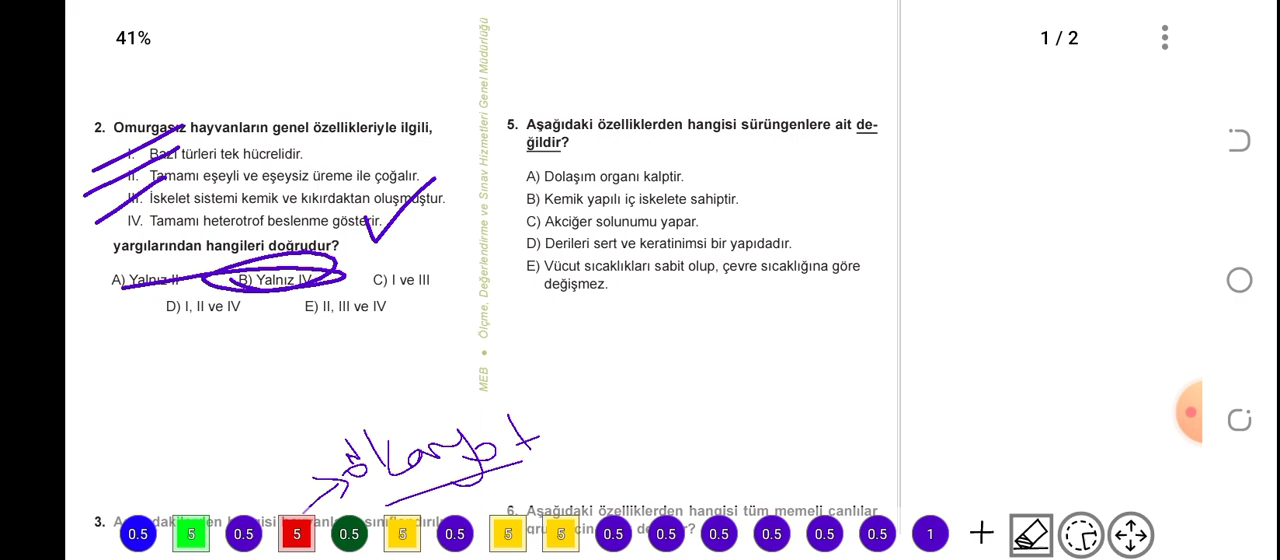 41%
1 / 2
2. Omurgasız hayvanların genel özellikleriyle ilgili,
I. Bazı türleri tek hücrelidir.
II. Tamamı eşeyli ve eşeysiz üreme ile çoğalır.
III. İskelet sistemi kemik ve kıkırdaktan oluşmuştur.
IV. Tamamı heterotrof beslenme gösterir.
yargılarından hangileri doğrudur?
A) Yalnız II B) Yalnız IV C) I ve III
D) I, II ve IV E) II, III ve IV
ökaryot
3.
MEB • Ölçme, Değerlendirme ve Sınav Hizmetleri Genel Müdürlüğü
5. Aşağıdaki özelliklerden hangisi sürüngenlere ait de-
ğildir?
A) Dolaşım organı kalptir.
B) Kemik yapılı iç iskelete sahiptir.
C) Akciğer solunumu yapar.
D) Derileri sert ve keratinimsi bir yapıdadır.
E) Vücut sıcaklıkları sabit olup, çevre sıcaklığına göre
değişmez.
6. Aşağıdaki özelliklerden hangisi tüm memeli canlılar
0.5 5 0.5 5 0.5 5 0.5 5 5 0.5 0.5 0.5 0.5 0.5 0.5 1